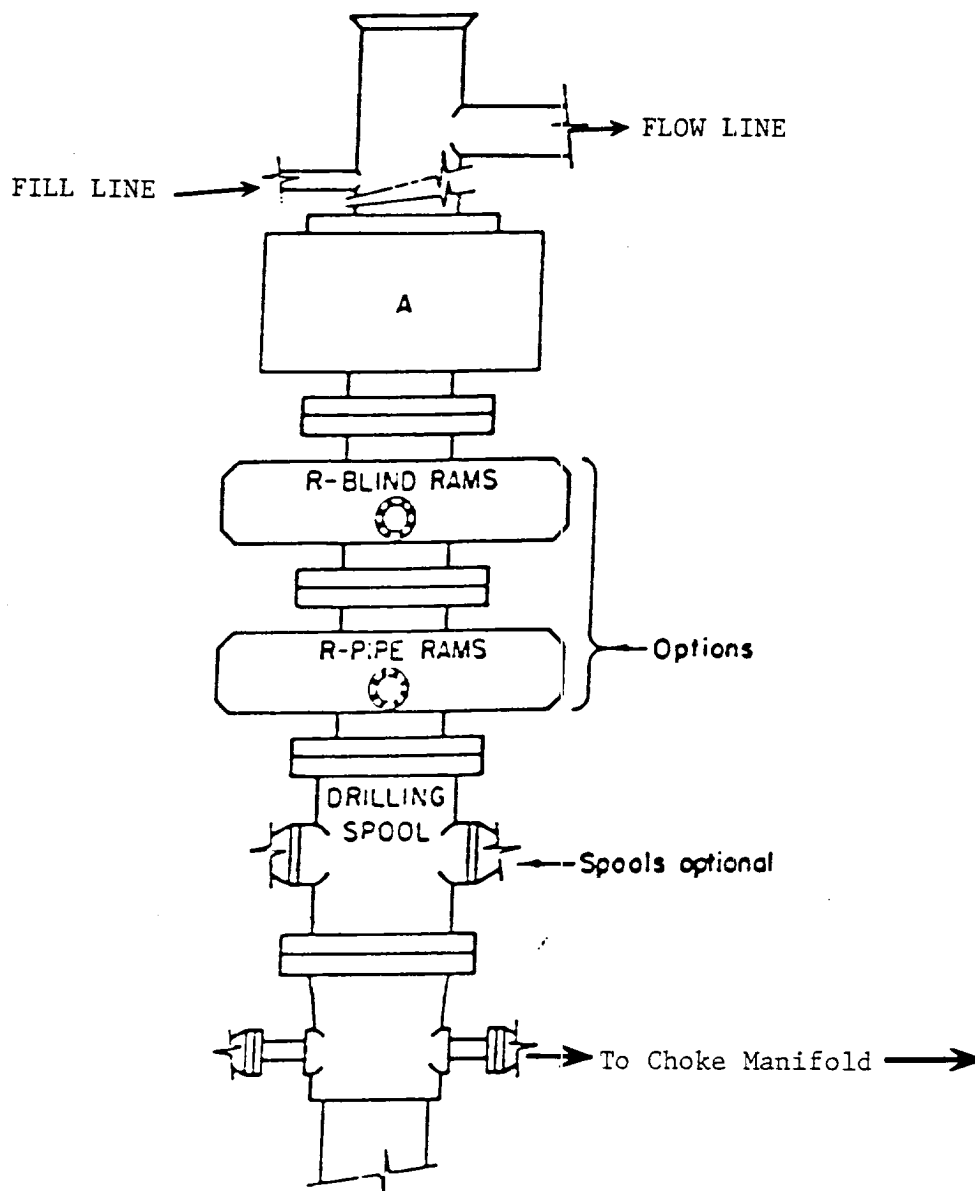 FLOW LINE
FILL LINE
A
R-BLIND RAMS
R-PIPE RAMS
Options
DRILLING
SPOOL
Spools optional
To Choke Manifold